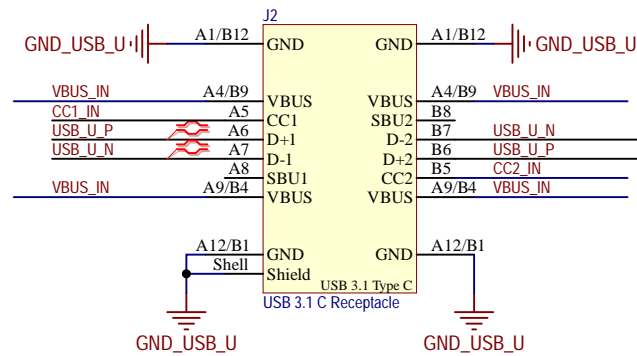 J2
GND_USB_U A1/B12 GND GND A1/B12 GND_USB_U
VBUS_IN A4/B9 VBUS VBUS A4/B9 VBUS_IN
CC1_IN A5 CC1 SBU2 B8
USB_U_P A6 D+1 D-2 B7 USB_U_N
USB_U_N A7 D-1 D+2 B6 USB_U_P
A8 SBU1 CC2 B5 CC2_IN
VBUS_IN A9/B4 VBUS VBUS A9/B4 VBUS_IN
A12/B1 GND GND A12/B1
Shell Shield USB 3.1 Type C
USB 3.1 C Receptacle
GND_USB_U GND_USB_U